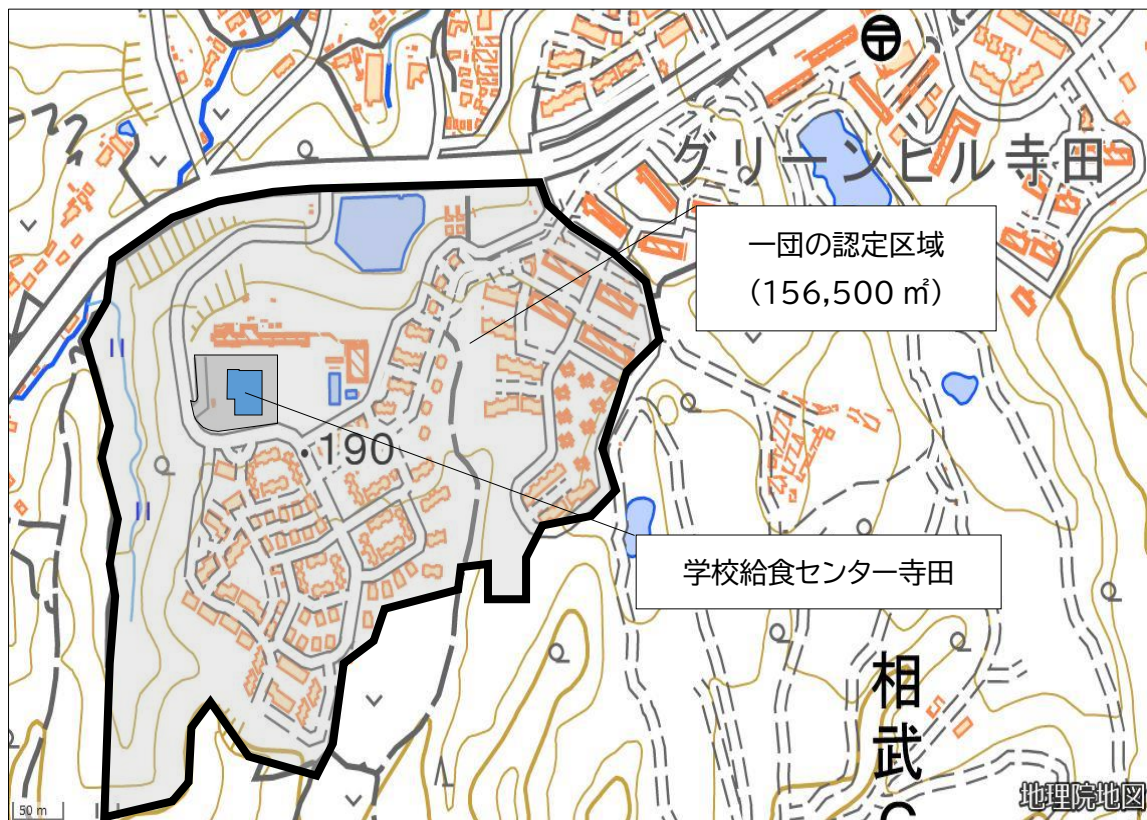 グリーンヒル寺田
一団の認定区域
(156,500 ㎡)
・190
学校給食センター寺田
相武C
50 m
地理院地図